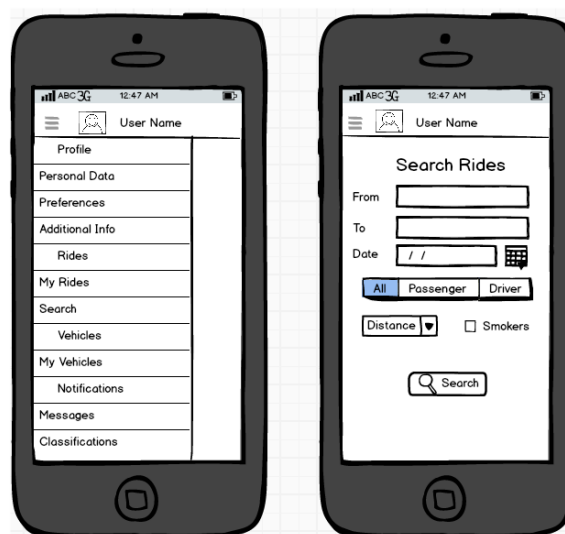 ABC 3G 12:47 AM
User Name
Profile
Personal Data
Preferences
Additional Info
Rides
My Rides
Search
Vehicles
My Vehicles
Notifications
Messages
Classifications
ABC 3G 12:47 AM
User Name
Search Rides
From
To
Date / /
All Passenger Driver
Distance Smokers
Search